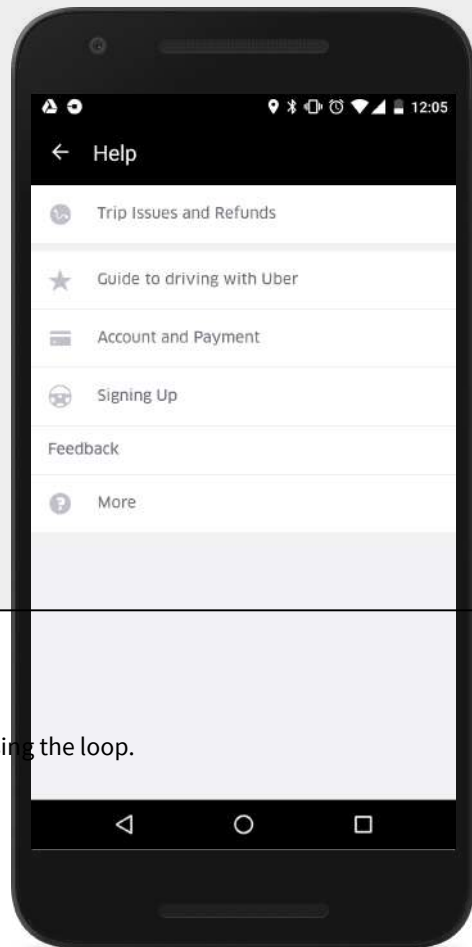 12:05
Help
Trip Issues and Refunds
Guide to driving with Uber
Account and Payment
Signing Up
Feedback
More
the loop.